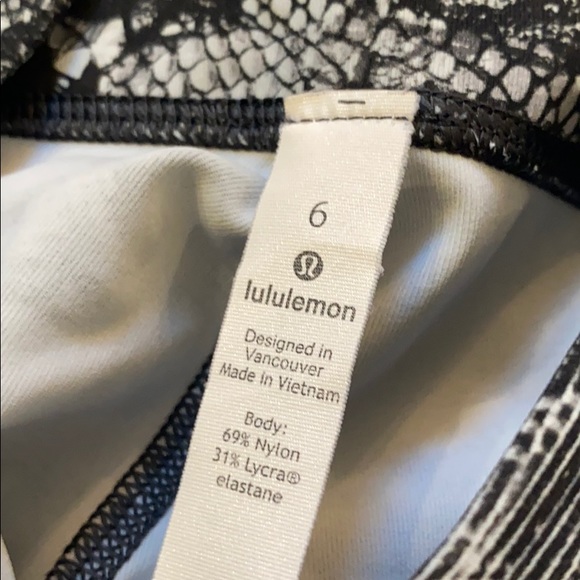 6
lululemon
Designed in
Vancouver
Made in Vietnam
Body:
69% Nylon
31% Lycra®
elastane